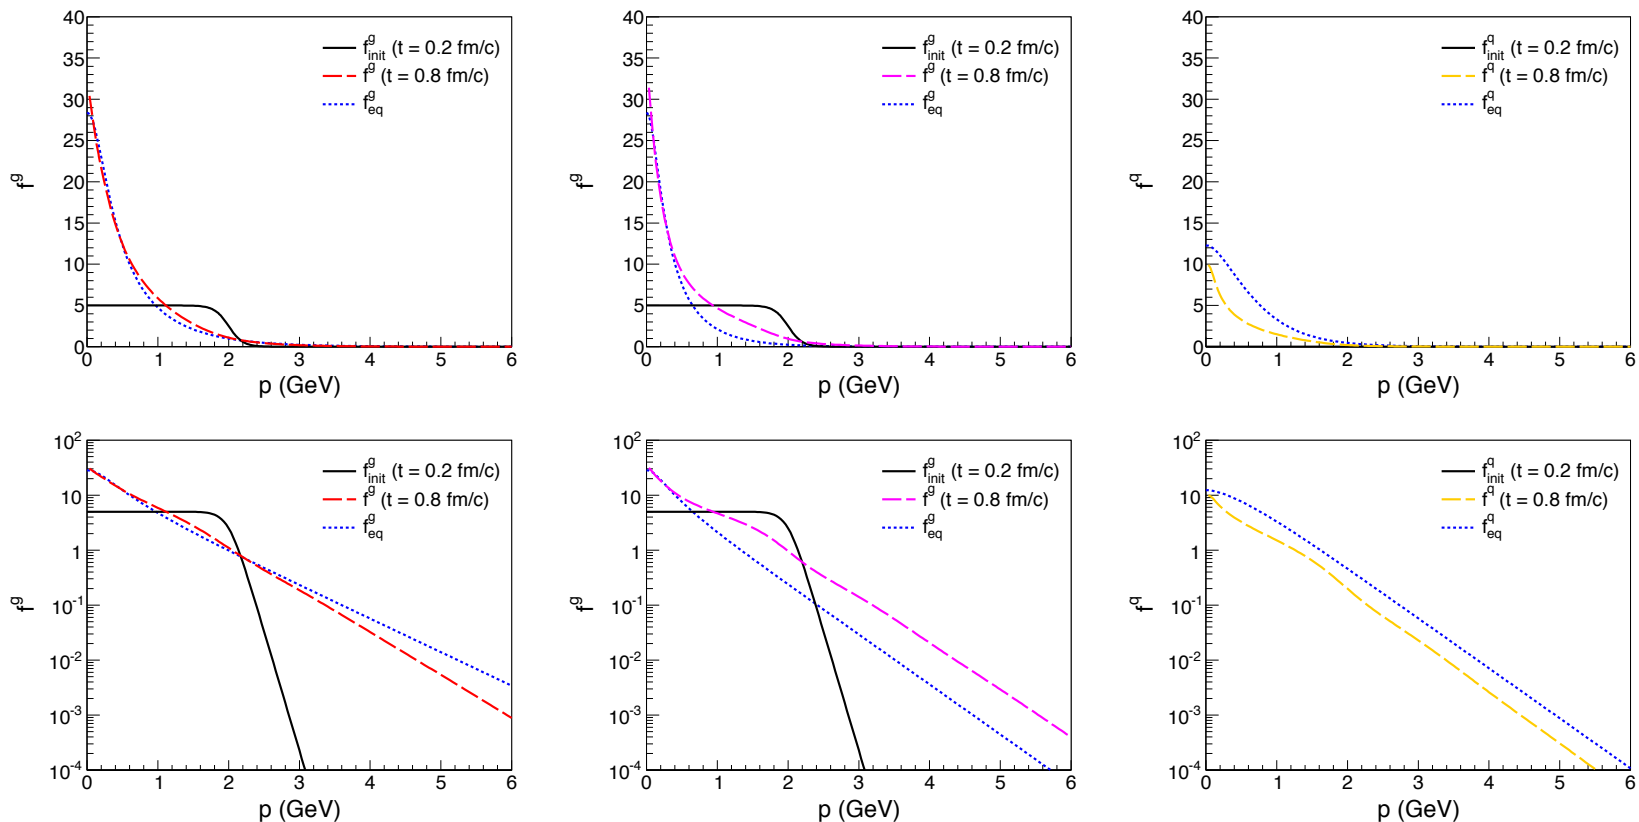 40
35
30
25
20
15
10
5
0
f^g
f^g_init (t = 0.2 fm/c)
f^g (t = 0.8 fm/c)
f^g_eq
0 1 2 3 4 5 6
p (GeV)
40
35
30
25
20
15
10
5
0
f^g
f^g_init (t = 0.2 fm/c)
f^g (t = 0.8 fm/c)
f^g_eq
0 1 2 3 4 5 6
p (GeV)
40
35
30
25
20
15
10
5
0
f^q
f^q_init (t = 0.2 fm/c)
f^q (t = 0.8 fm/c)
f^q_eq
0 1 2 3 4 5 6
p (GeV)
10^2
10
1
10^-1
10^-2
10^-3
10^-4
f^g
f^g_init (t = 0.2 fm/c)
f^g (t = 0.8 fm/c)
f^g_eq
0 1 2 3 4 5 6
p (GeV)
10^2
10
1
10^-1
10^-2
10^-3
10^-4
f^g
f^g_init (t = 0.2 fm/c)
f^g (t = 0.8 fm/c)
f^g_eq
0 1 2 3 4 5 6
p (GeV)
10^2
10
1
10^-1
10^-2
10^-3
10^-4
f^q
f^q_init (t = 0.2 fm/c)
f^q (t = 0.8 fm/c)
f^q_eq
0 1 2 3 4 5 6
p (GeV)